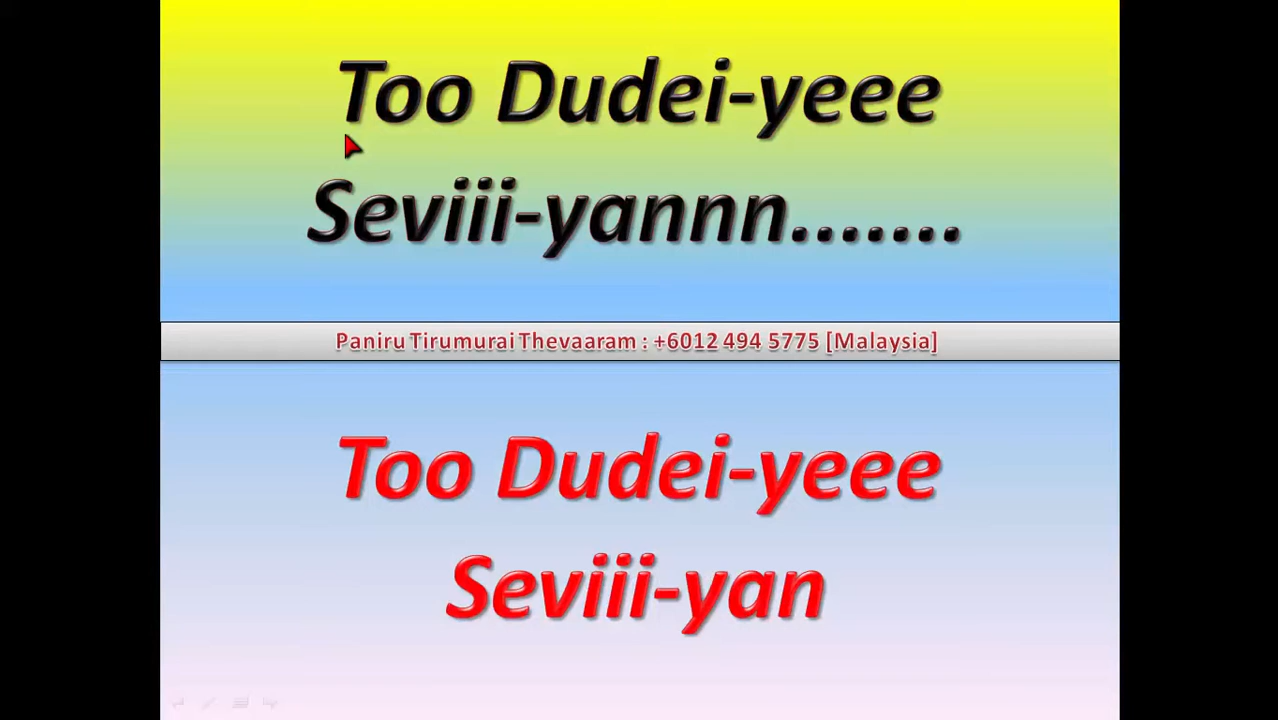 Too Dudei-yeee
Seviii-yannn.......
Paniru Tirumurai Thevaaram : +6012 494 5775 [Malaysia]
Too Dudei-yeee
Seviii-yan